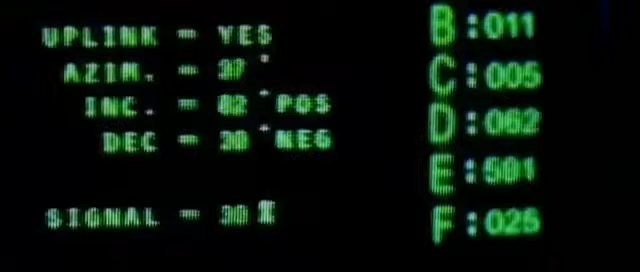 UPLINK = YES
AZIM. = 37°
INC. = 82° POS
DEC = 30° NEG
SIGNAL = 30%
B:011
C:005
D:062
E:501
F:025